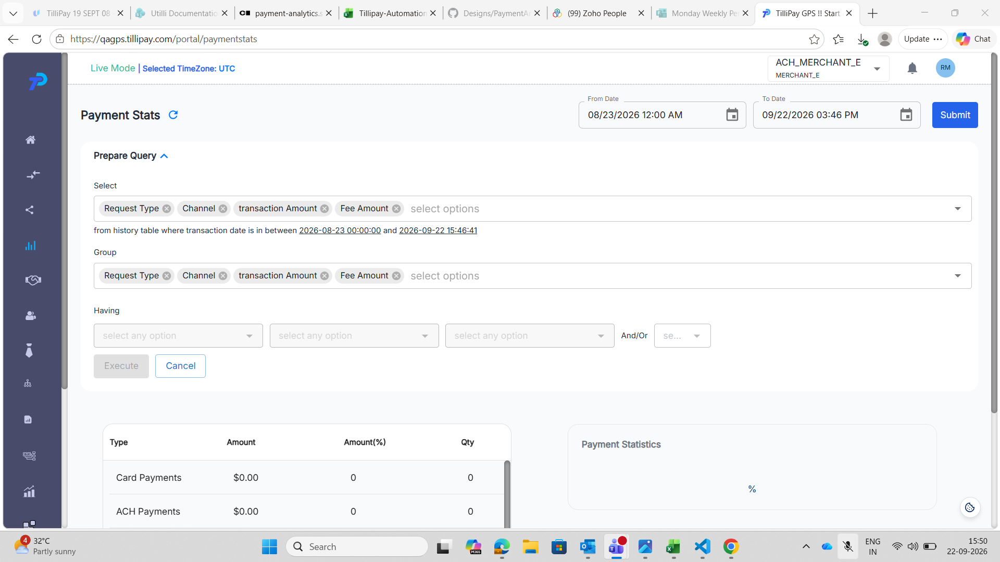 TilliPay 19 SEPT 08
Utilli Documentatio
payment-analytics.s
Tillipay-Automation
Designs/PaymentAr
(99) Zoho People
Monday Weekly Pe
TilliPay GPS !! Start
https://qagps.tillipay.com/portal/paymentstats
Update
Chat
Live Mode | Selected TimeZone: UTC
ACH_MERCHANT_E
MERCHANT_E
RM
Payment Stats
From Date
08/23/2026 12:00 AM
To Date
09/22/2026 03:46 PM
Submit
Prepare Query
Select
Request Type
Channel
transaction Amount
Fee Amount
select options
from history table where transaction date is in between 2026-08-23 00:00:00 and 2026-09-22 15:46:41
Group
Request Type
Channel
transaction Amount
Fee Amount
select options
Having
select any option
select any option
select any option
And/Or
se...
Execute
Cancel
Type Amount Amount(%) Qty
Card Payments $0.00 0 0
ACH Payments $0.00 0 0
Payment Statistics
%
4
32°C
Partly sunny
Search
M365
ENG
IN
15:50
22-09-2026